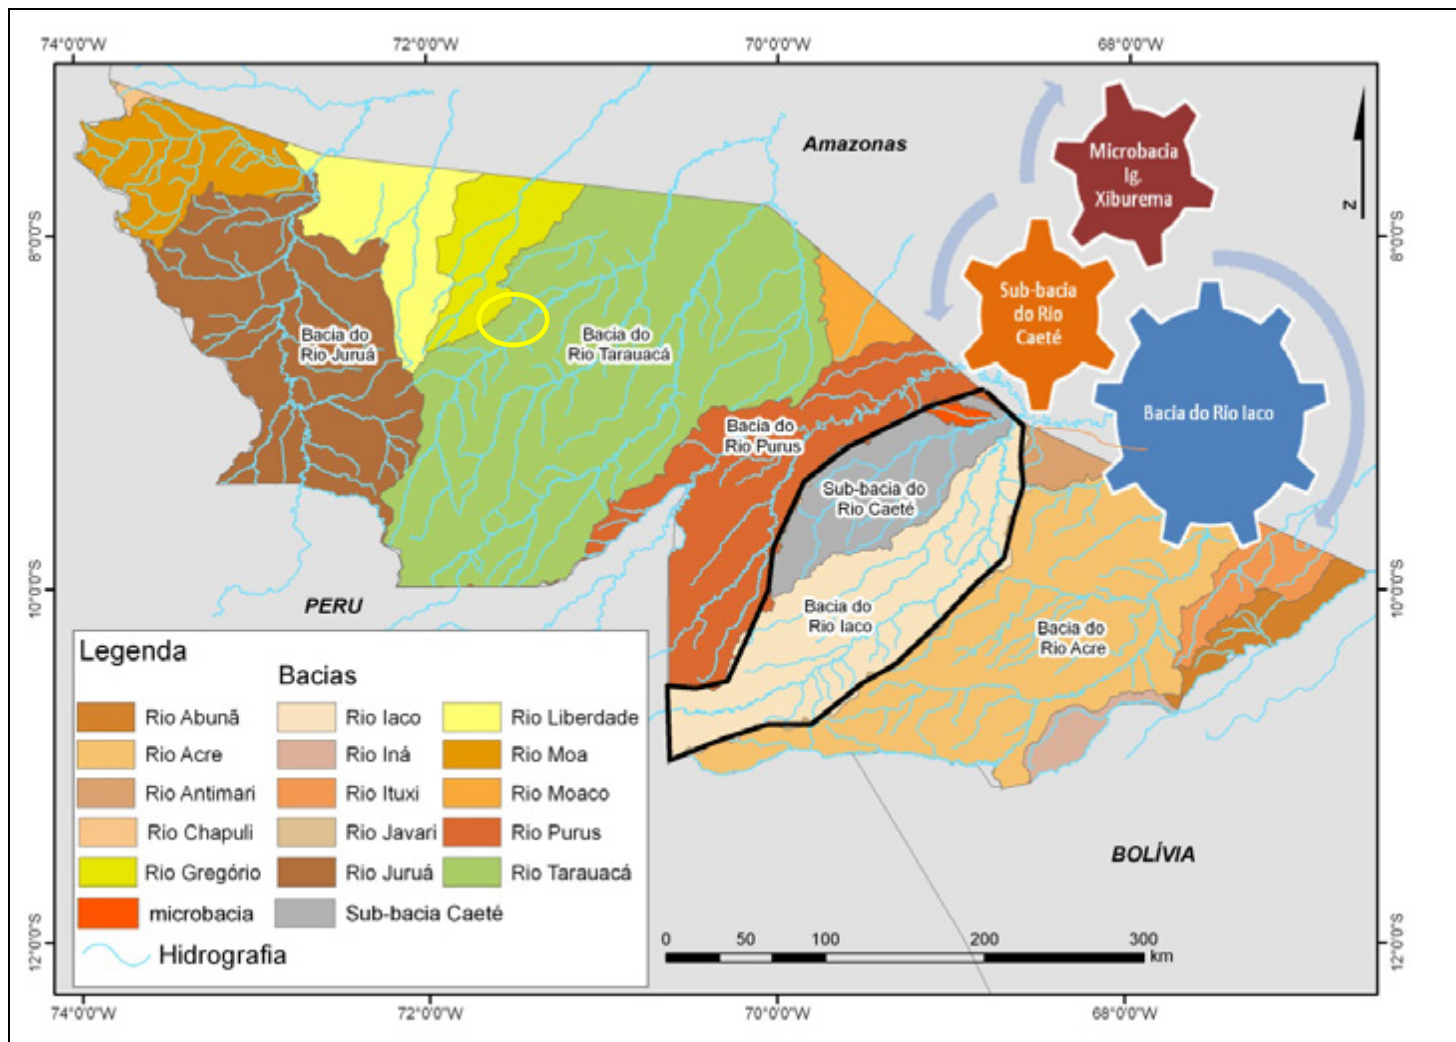 74°0'0"W 72°0'0"W 70°0'0"W 68°0'0"W
Amazonas
Microbacia
Ig.
Xiburema
N
8°0'0"S
8°0'0"S
Sub-bacia
do Rio
Caeté
Bacia do
Rio Juruá
Bacia do
Rio Tarauacá
Bacia do Rio Iaco
Bacia do
Rio Purus
Sub-bacia do
Rio Caeté
10°0'0"S
10°0'0"S
PERU
Bacia do
Rio Iaco
Bacia do
Rio Acre
Legenda
Bacias
Rio Abunã
Rio Iaco
Rio Liberdade
Rio Acre
Rio Iná
Rio Moa
Rio Antimari
Rio Ituxi
Rio Moaco
Rio Chapuli
Rio Javari
Rio Purus
Rio Gregório
Rio Juruá
Rio Tarauacá
microbacia
Sub-bacia Caeté
Hidrografia
BOLÍVIA
0 50 100 200 300
km
12°0'0"S
12°0'0"S
74°0'0"W 72°0'0"W 70°0'0"W 68°0'0"W